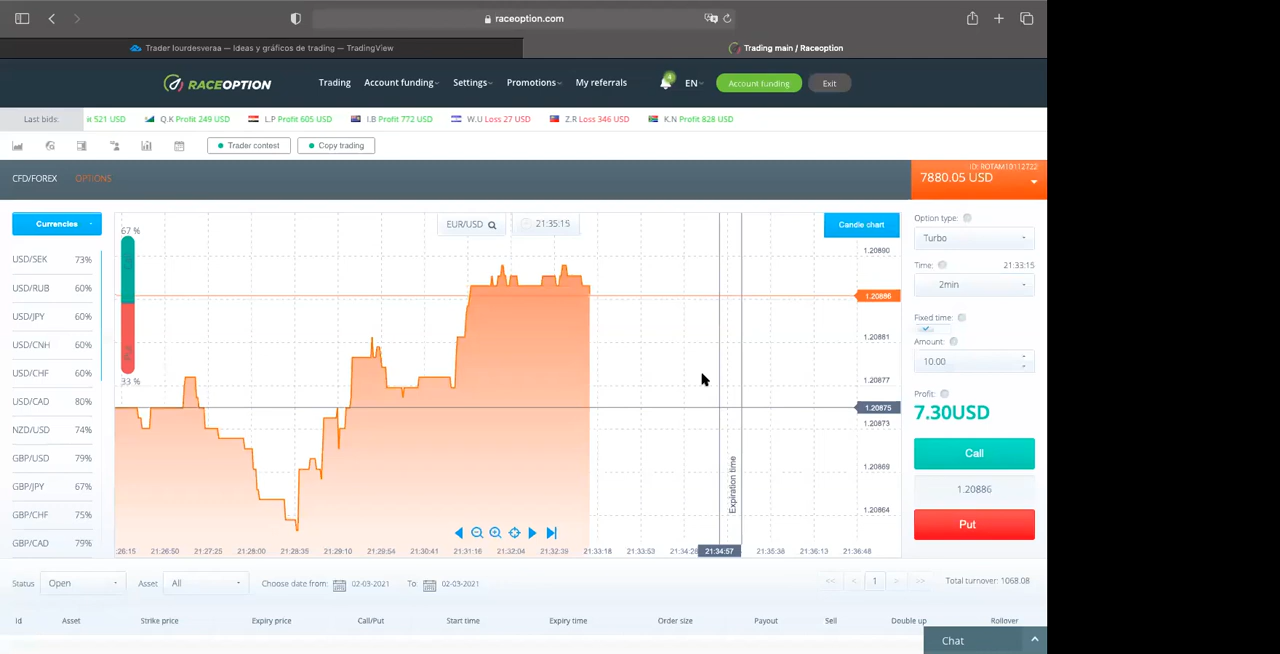 raceoption.com
Trader lourdesveraa — Ideas y gráficos de trading — TradingView
Trading main / Raceoption
RACEOPTION Trading Account funding Settings Promotions My referrals 4 EN Account funding Exit
Last bids: 521 USD Q.K Profit 249 USD L.P Profit 605 USD I.B Profit 772 USD W.U Loss 27 USD Z.R Loss 346 USD K.N Profit 828 USD
Trader contest Copy trading
CFD/FOREX OPTIONS
ID: ROTAM10112722
7880.05 USD
Currencies
67 %
EUR/USD 21:35:15
Candle chart
USD/SEK 73%
USD/RUB 60%
USD/JPY 60%
USD/CNH 60%
USD/CHF 60%
USD/CAD 80%
NZD/USD 74%
GBP/USD 79%
GBP/JPY 67%
GBP/CHF 75%
GBP/CAD 79%
33 %
1.20890
1.20886
1.20881
1.20877
1.20875
1.20873
1.20869
1.20864
Expiration time
:26:15 21:26:50 21:27:25 21:28:00 21:28:35 21:29:10 21:29:54 21:30:41 21:31:16 21:32:04 21:32:39 21:33:18 21:33:53 21:34:28 21:34:57 21:35:38 21:36:13 21:36:48
Option type:
Turbo
Time: 21:33:15
2min
Fixed time:
Amount:
10.00
Profit:
7.30USD
Call
1.20886
Put
Status Open Asset All Choose date from: 02-03-2021 To: 02-03-2021 << < 1 > >> Total turnover: 1068.08
Id Asset Strike price Expiry price Call/Put Start time Expiry time Order size Payout Sell Double up Rollover
Chat